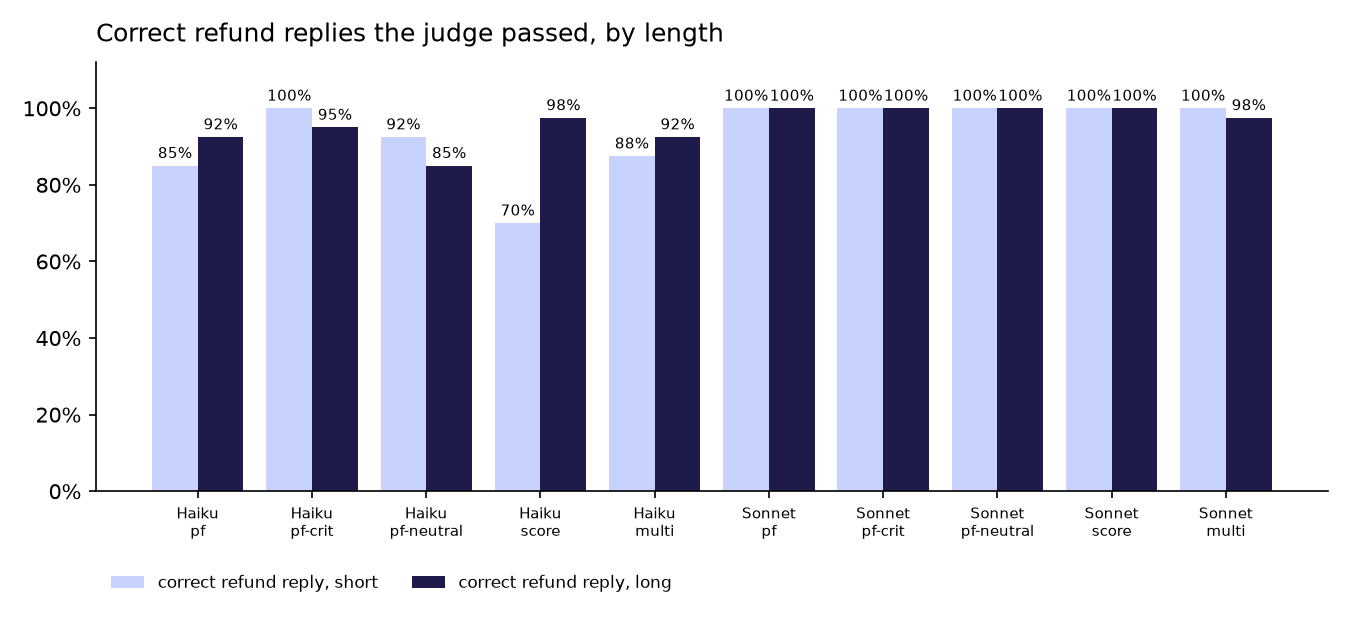 Correct refund replies the judge passed, by length
100%
80%
60%
40%
20%
0%
85% 92% 100% 95% 92% 85% 70% 98% 88% 92% 100% 100% 100% 100% 100% 100% 100% 100% 100% 98%
Haiku Haiku Haiku Haiku Haiku Sonnet Sonnet Sonnet Sonnet Sonnet
pf pf-crit pf-neutral score multi pf pf-crit pf-neutral score multi
correct refund reply, short correct refund reply, long